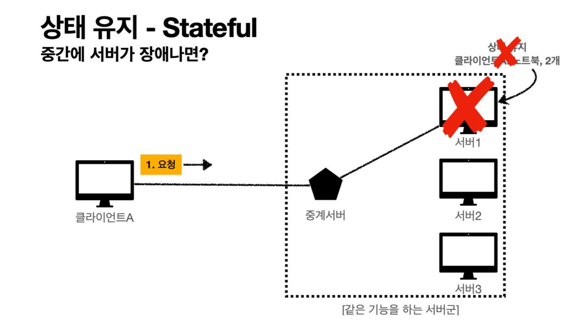 상태 유지 - Stateful
중간에 서버가 장애나면?
상태 유지
클라이언트A: 노트북, 2개
서버1
1. 요청
클라이언트A
중계서버
서버2
서버3
[같은 기능을 하는 서버군]